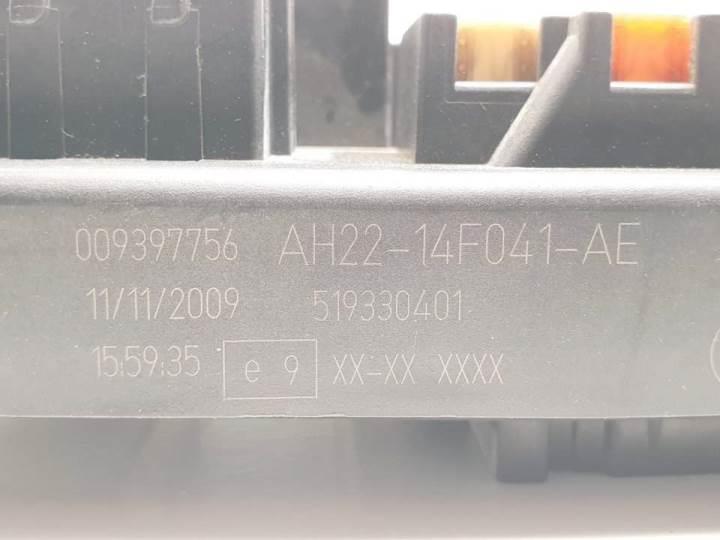 009397756 AH22-14F041-AE
11/11/2009 519330401
15:59:35 e 9 XX-XX XXXX